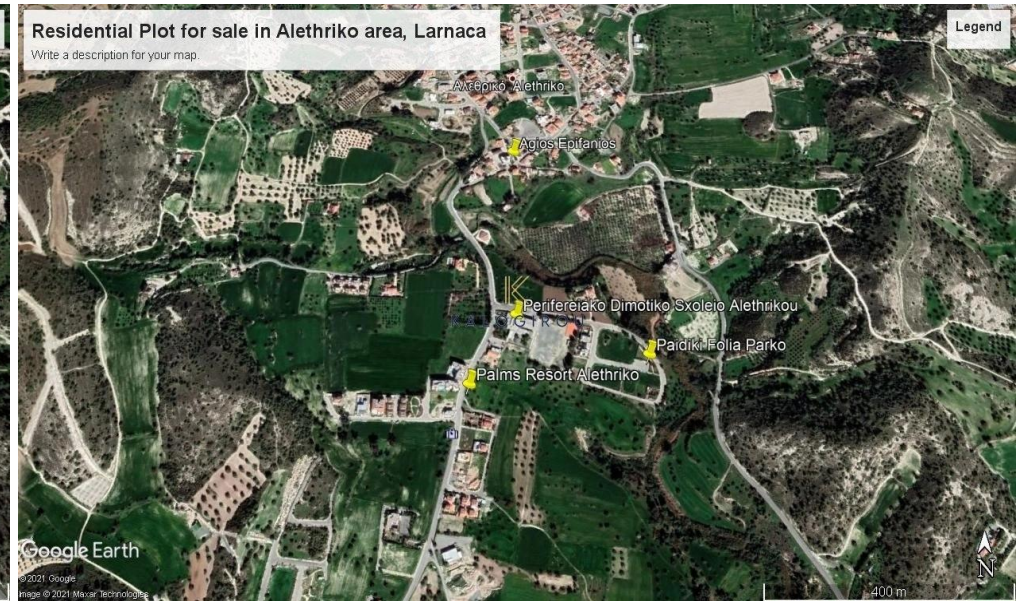 Residential Plot for sale in Alethriko area, Larnaca
Write a description for your map.
Legend
Αλεθρικό Alethriko
Agios Epifanios
K
Perifereiako Dimotiko Sxoleio Alethrikou
Paidiki Folia Parko
Palms Resort Alethriko
Google Earth
©2021 Google
Image © 2021 Maxar Technologies
N
400 m